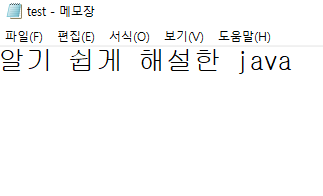 test - 메모장
파일(F) 편집(E) 서식(O) 보기(V) 도움말(H)
알기 쉽게 해설한 java